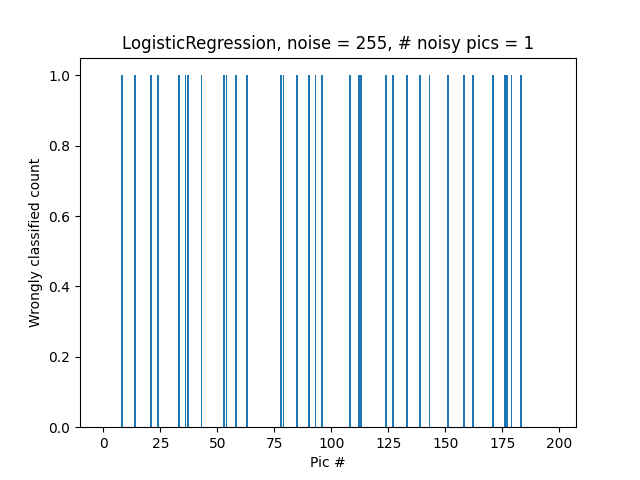 LogisticRegression, noise = 255, # noisy pics = 1
Wrongly classified count
1.0
0.8
0.6
0.4
0.2
0.0
0 25 50 75 100 125 150 175 200
Pic #